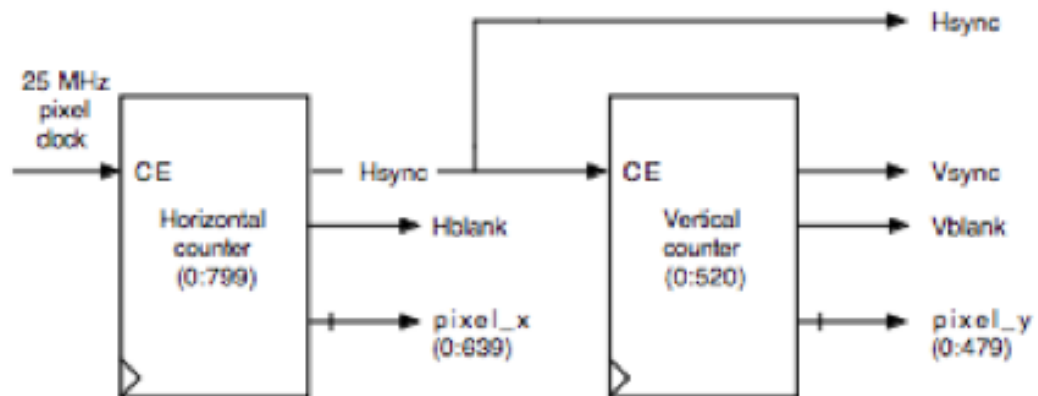 Hsync
25 MHz
pixel
clock
CE
Hsync
CE
Vsync
Horizontal
counter
(0:799)
Hblank
Vertical
counter
(0:520)
Vblank
pixel_x
(0:639)
pixel_y
(0:479)